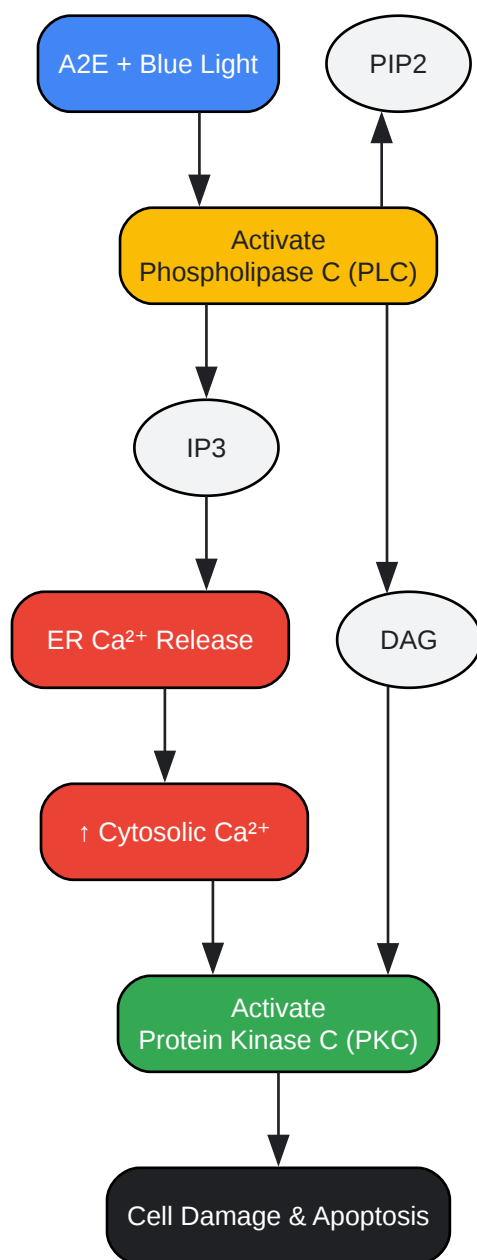 A2E + Blue Light
PIP2
Activate
Phospholipase C (PLC)
IP3
ER Ca²⁺ Release
DAG
↑ Cytosolic Ca²⁺
Activate
Protein Kinase C (PKC)
Cell Damage & Apoptosis